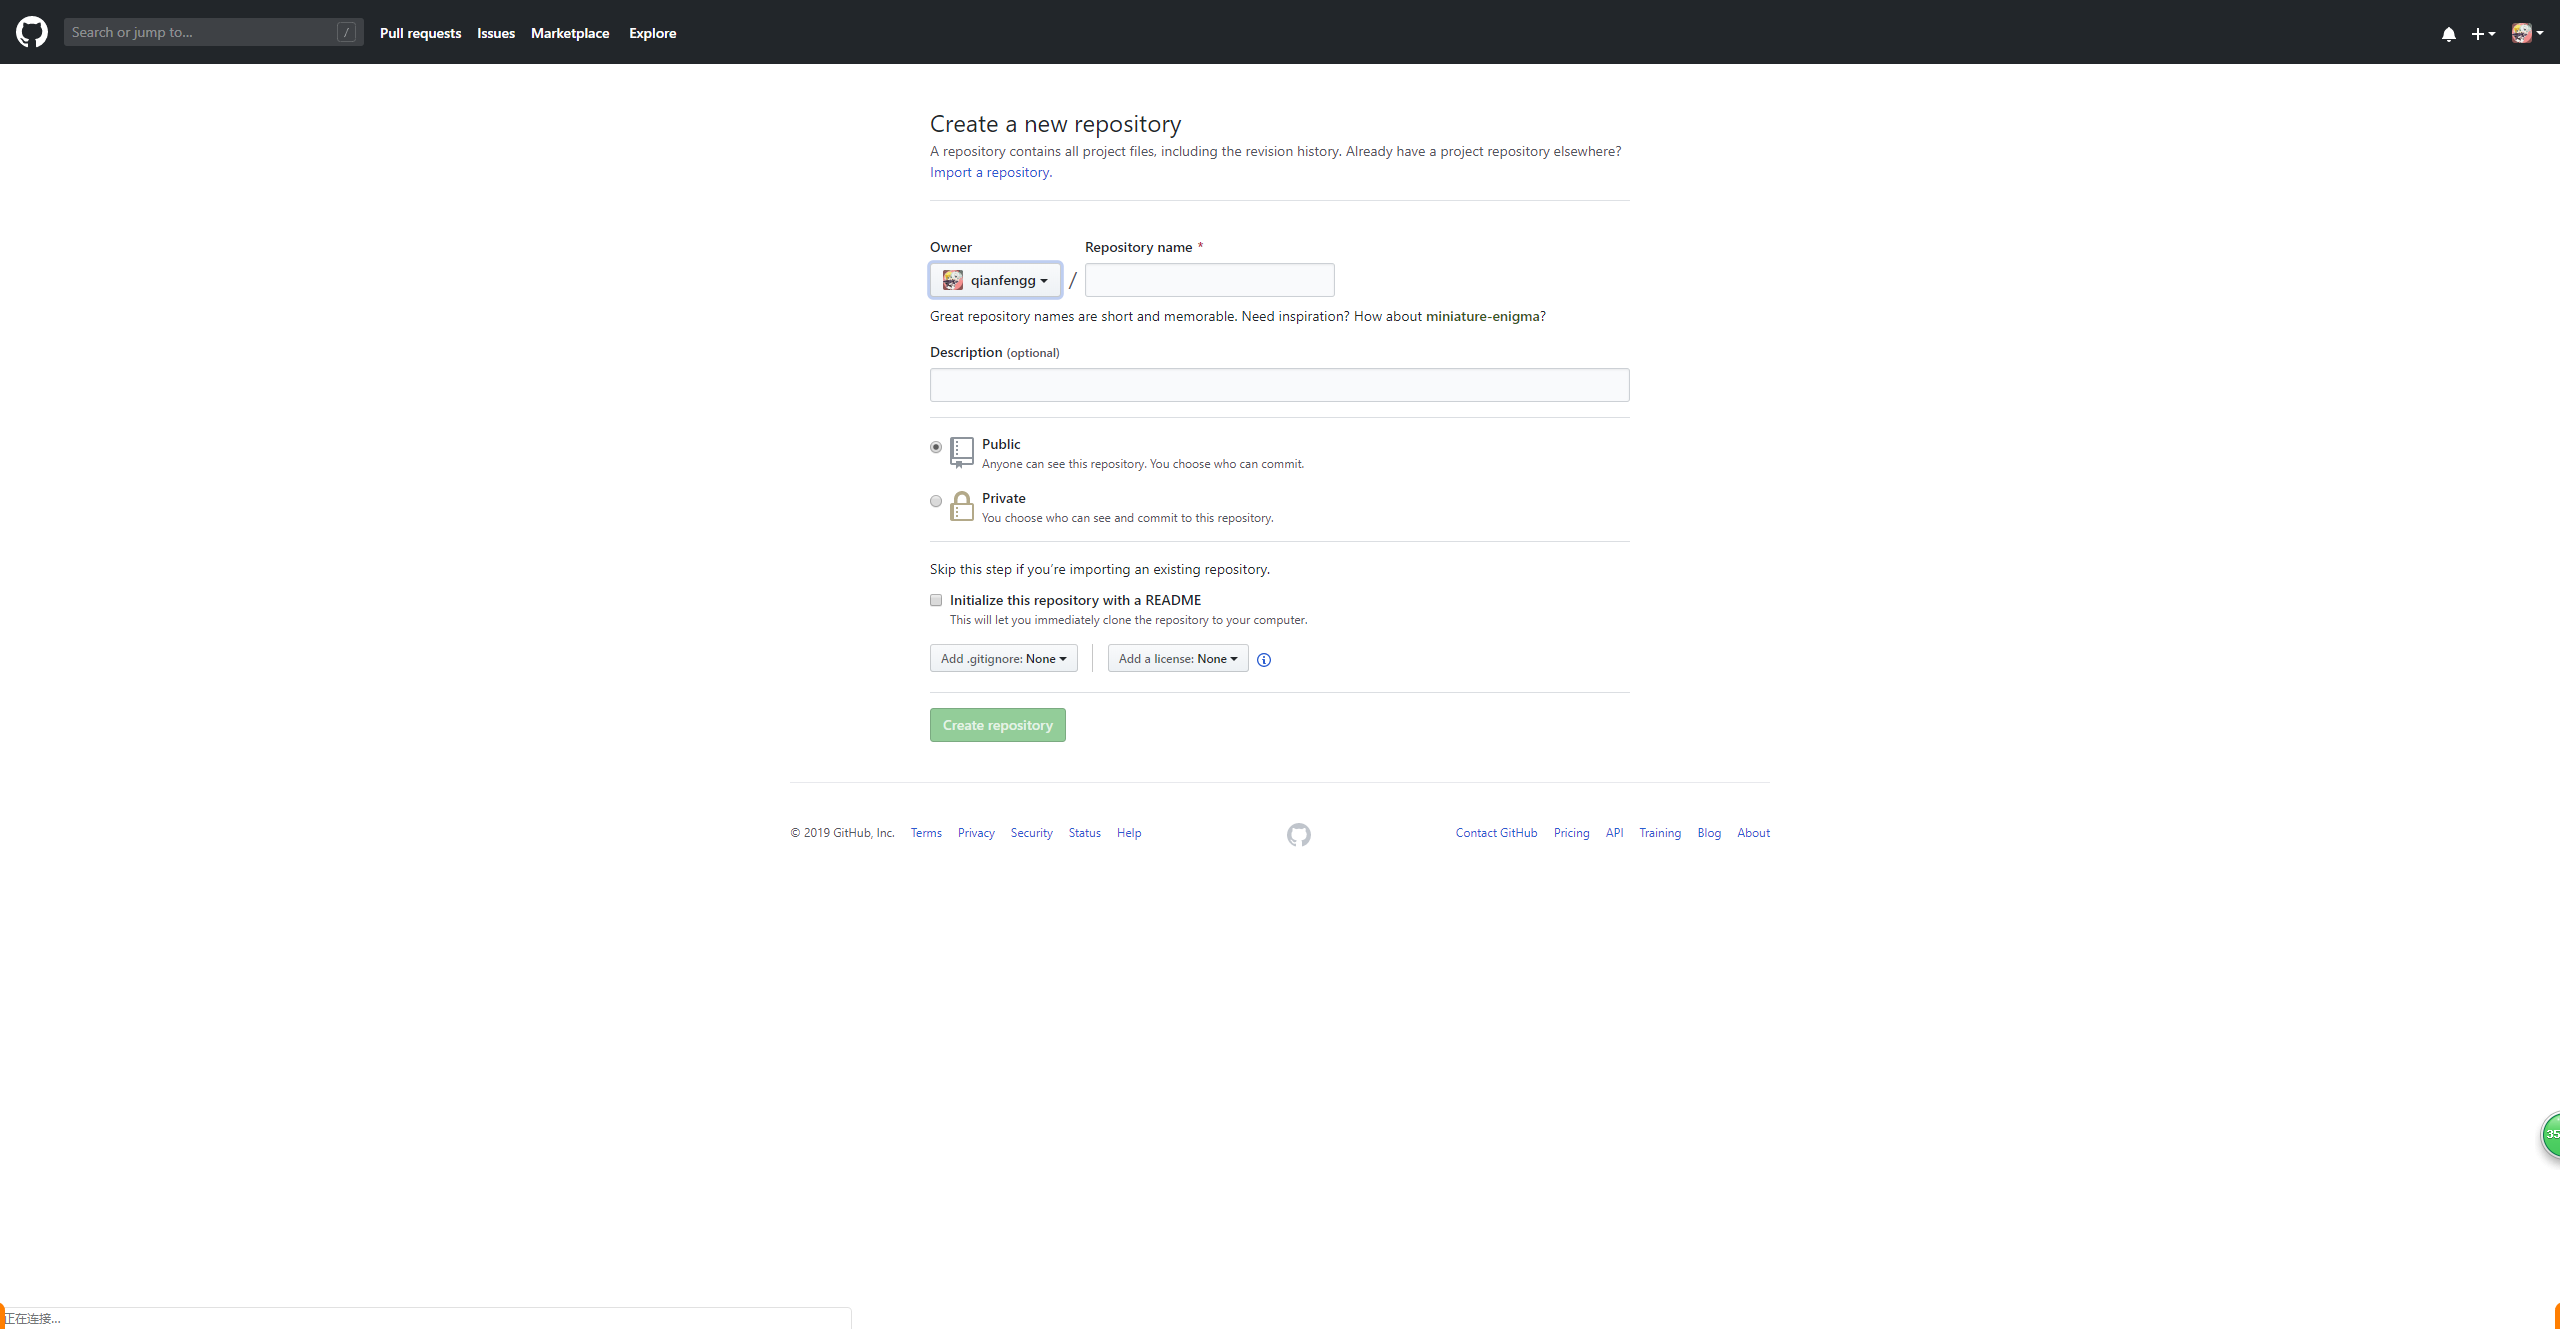 Search or jump to... /
Pull requests Issues Marketplace Explore
Create a new repository
A repository contains all project files, including the revision history. Already have a project repository elsewhere?
Import a repository.
Owner Repository name *
qianfengg /
Great repository names are short and memorable. Need inspiration? How about miniature-enigma?
Description (optional)
Public
Anyone can see this repository. You choose who can commit.
Private
You choose who can see and commit to this repository.
Skip this step if you’re importing an existing repository.
Initialize this repository with a README
This will let you immediately clone the repository to your computer.
Add .gitignore: None Add a license: None
Create repository
© 2019 GitHub, Inc. Terms Privacy Security Status Help Contact GitHub Pricing API Training Blog About
35
正在连接...